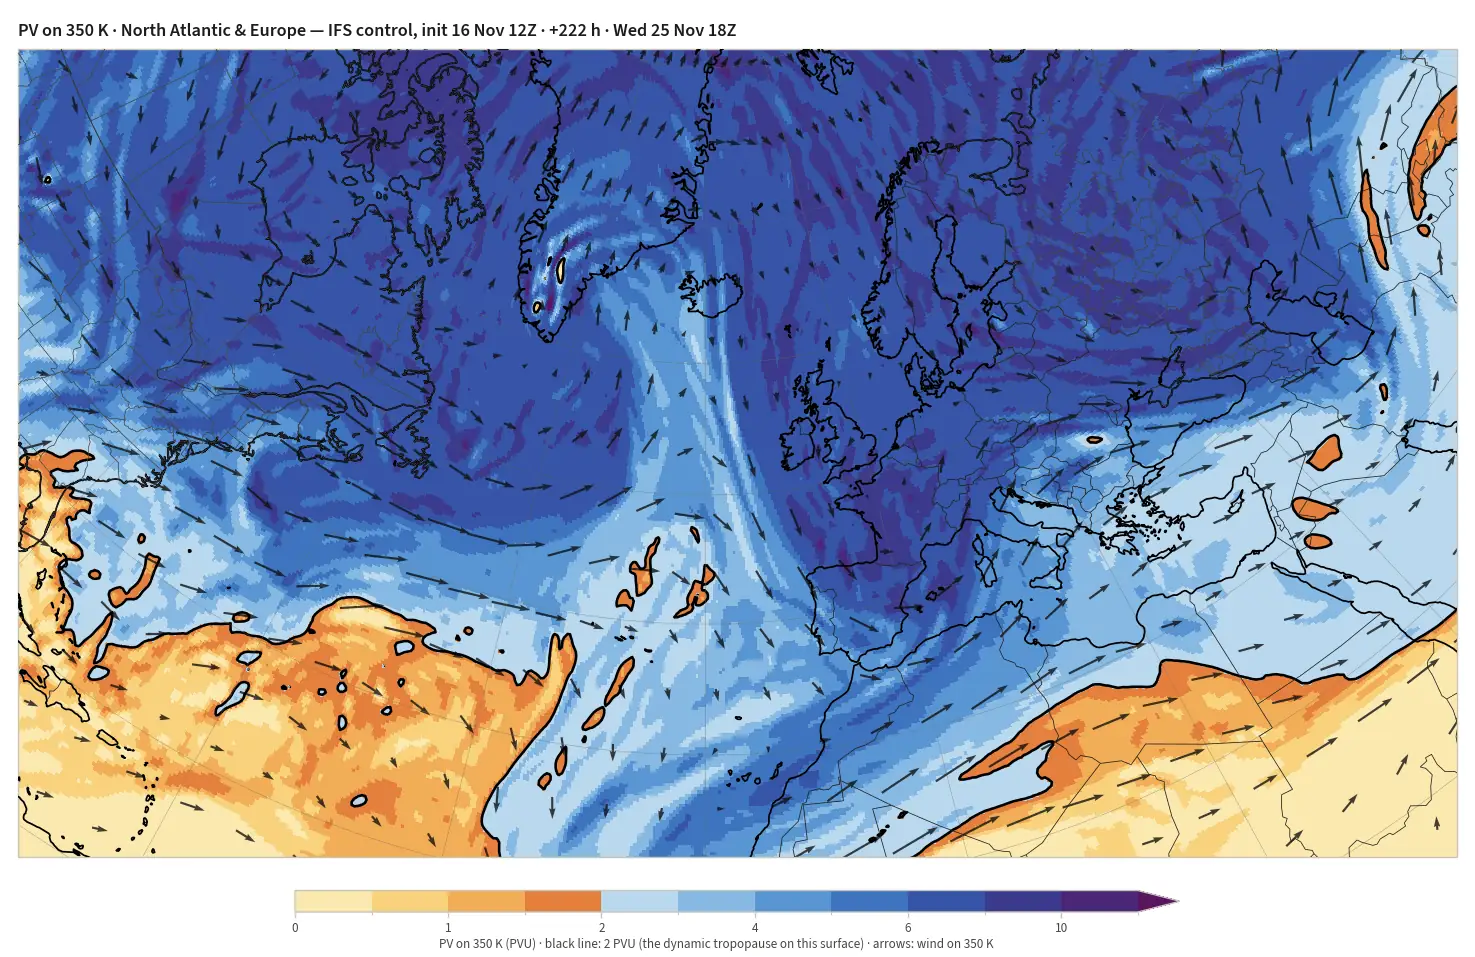 PV on 350 K · North Atlantic & Europe — IFS control, init 16 Nov 12Z · +222 h · Wed 25 Nov 18Z
0 1 2 4 6 10
PV on 350 K (PVU) · black line: 2 PVU (the dynamic tropopause on this surface) · arrows: wind on 350 K